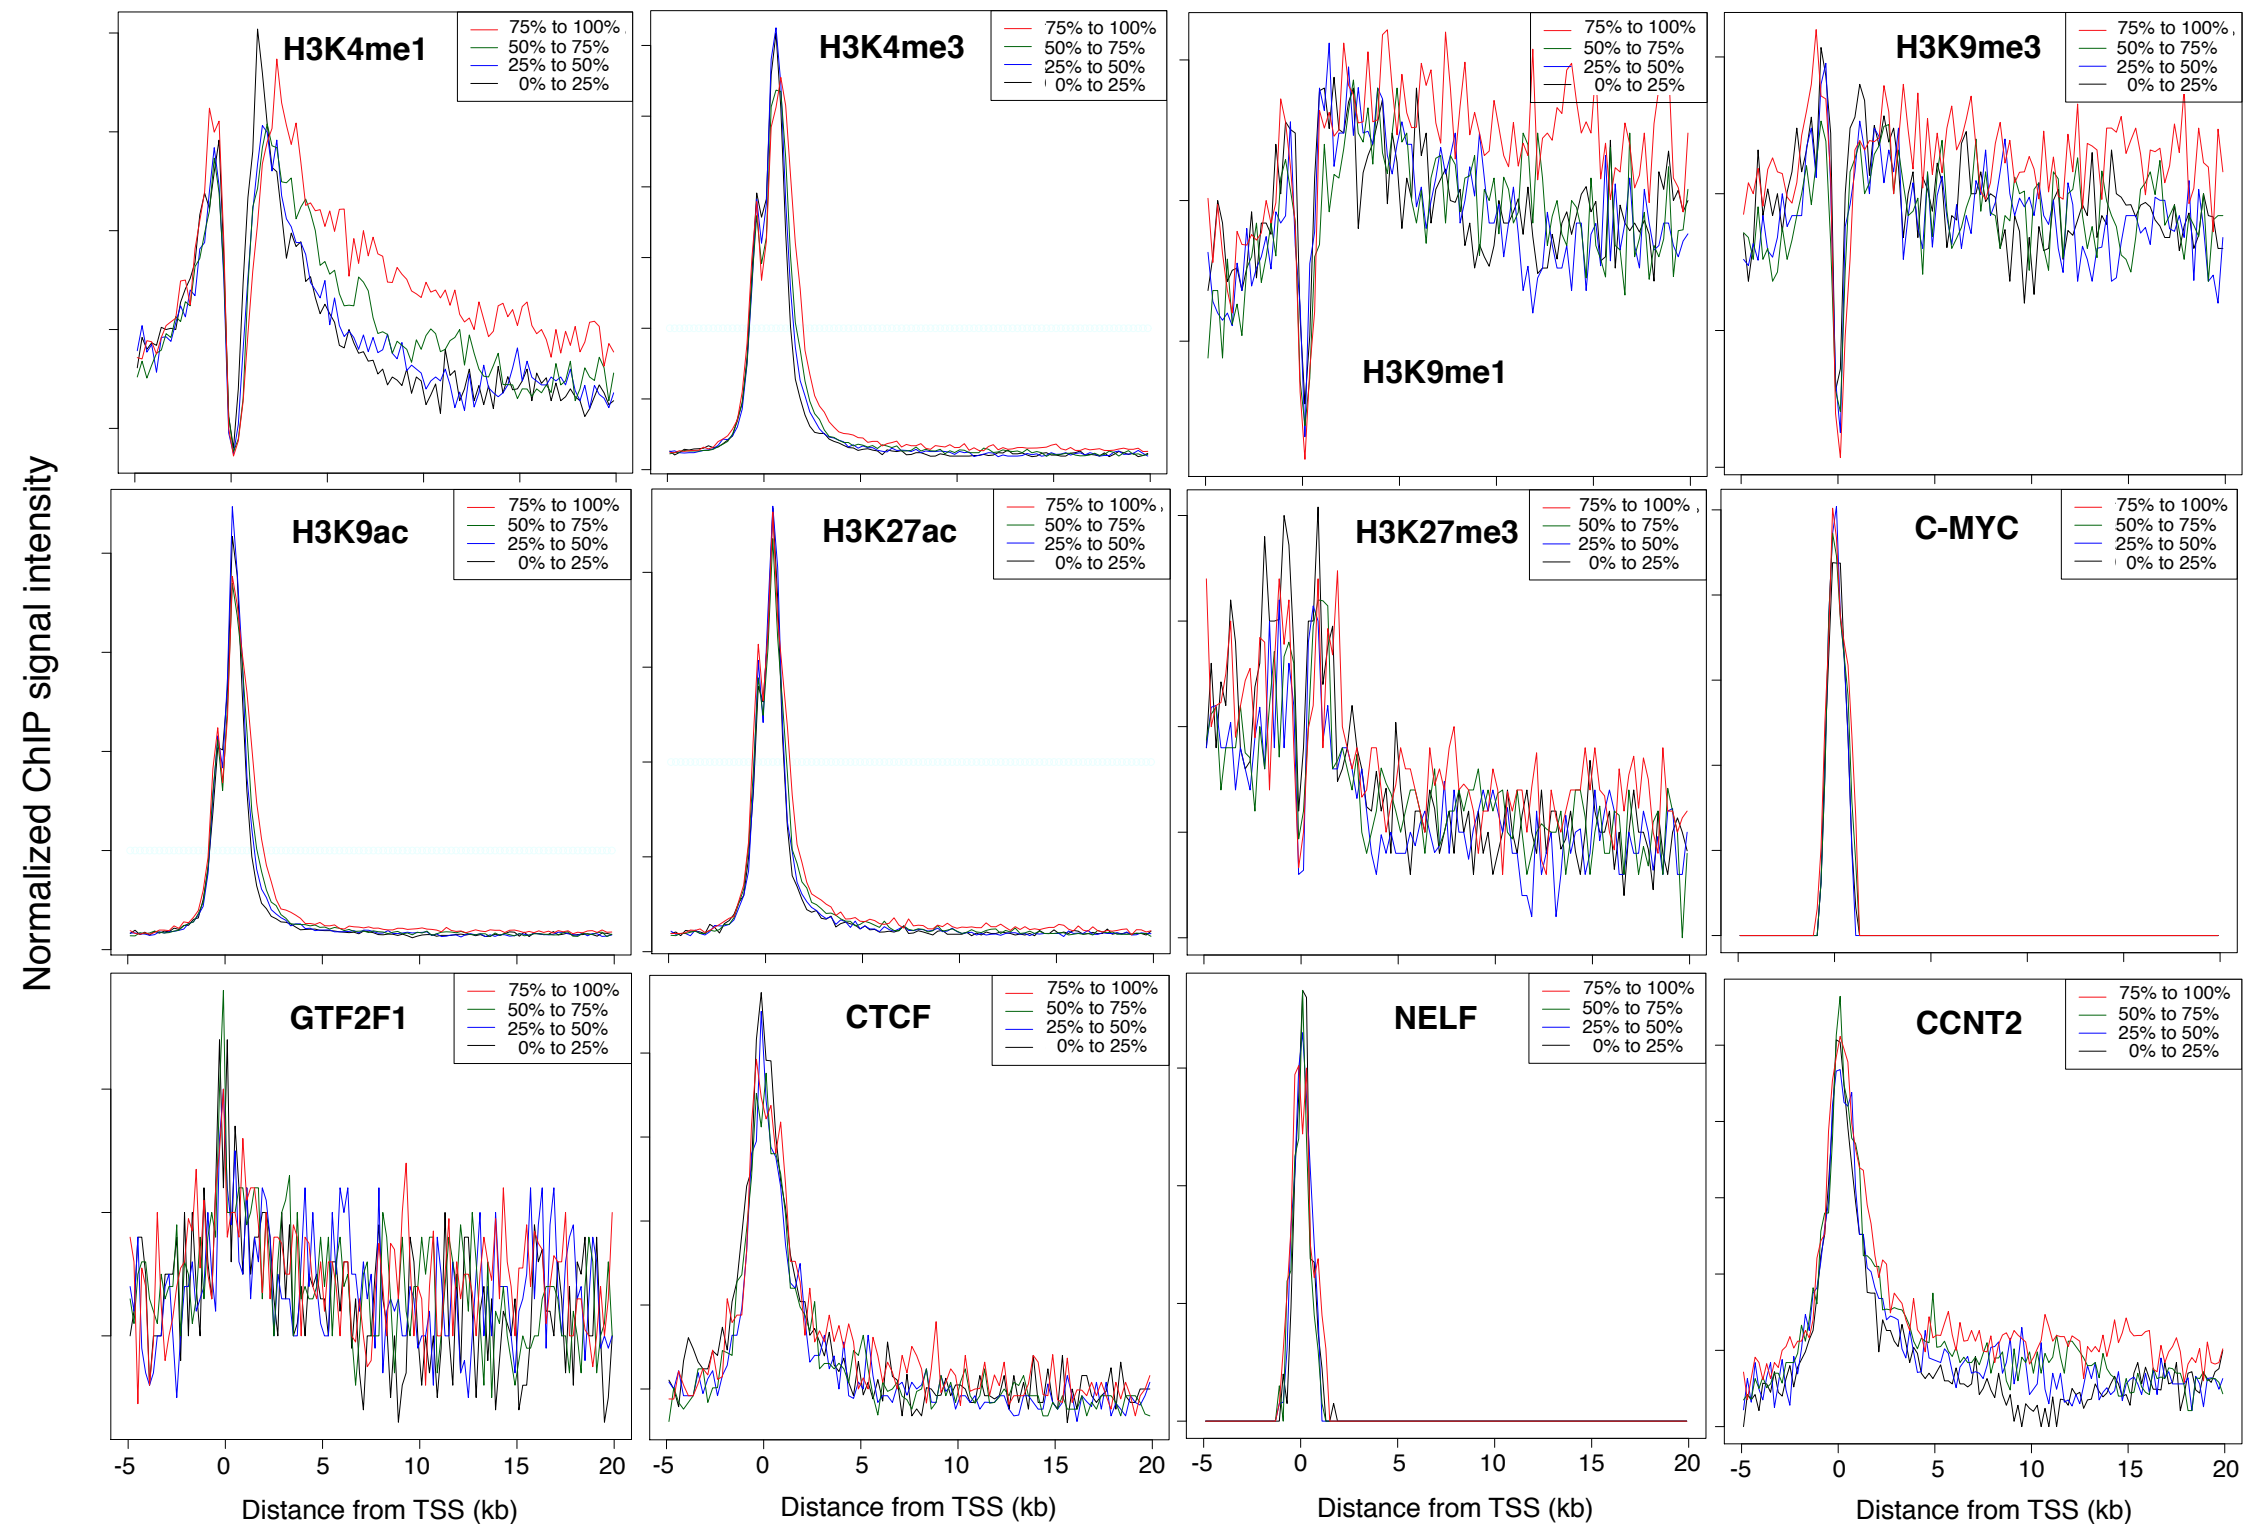 Normalized ChIP signal intensity
H3K4me1
75% to 100%
50% to 75%
25% to 50%
0% to 25%
H3K4me3
75% to 100%
50% to 75%
25% to 50%
0% to 25%
H3K9me1
75% to 100%
50% to 75%
25% to 50%
0% to 25%
H3K9me3
75% to 100%
50% to 75%
25% to 50%
0% to 25%
H3K9ac
75% to 100%
50% to 75%
25% to 50%
0% to 25%
H3K27ac
75% to 100%
50% to 75%
25% to 50%
0% to 25%
H3K27me3
75% to 100%
50% to 75%
25% to 50%
0% to 25%
C-MYC
75% to 100%
50% to 75%
25% to 50%
0% to 25%
GTF2F1
75% to 100%
50% to 75%
25% to 50%
0% to 25%
CTCF
75% to 100%
50% to 75%
25% to 50%
0% to 25%
NELF
75% to 100%
50% to 75%
25% to 50%
0% to 25%
CCNT2
75% to 100%
50% to 75%
25% to 50%
0% to 25%
-5 0 5 10 15 20
-5 0 5 10 15 20
-5 0 5 10 15 20
-5 0 5 10 15 20
Distance from TSS (kb)
Distance from TSS (kb)
Distance from TSS (kb)
Distance from TSS (kb)